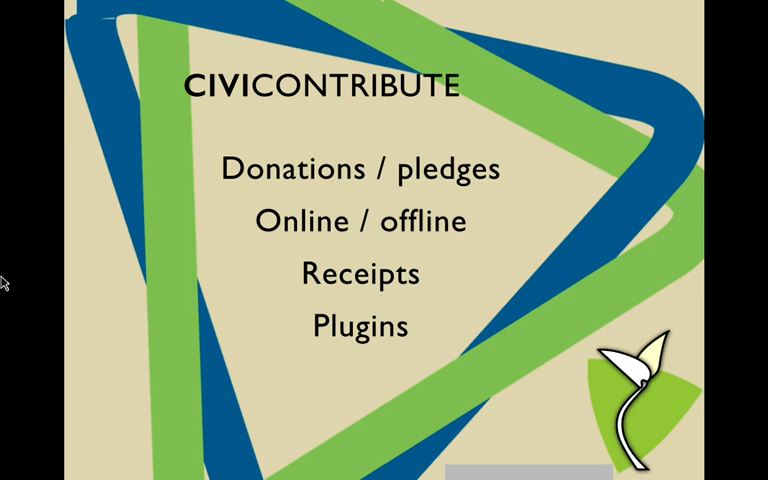 CIVICONTRIBUTE
Donations / pledges
Online / offline
Receipts
Plugins